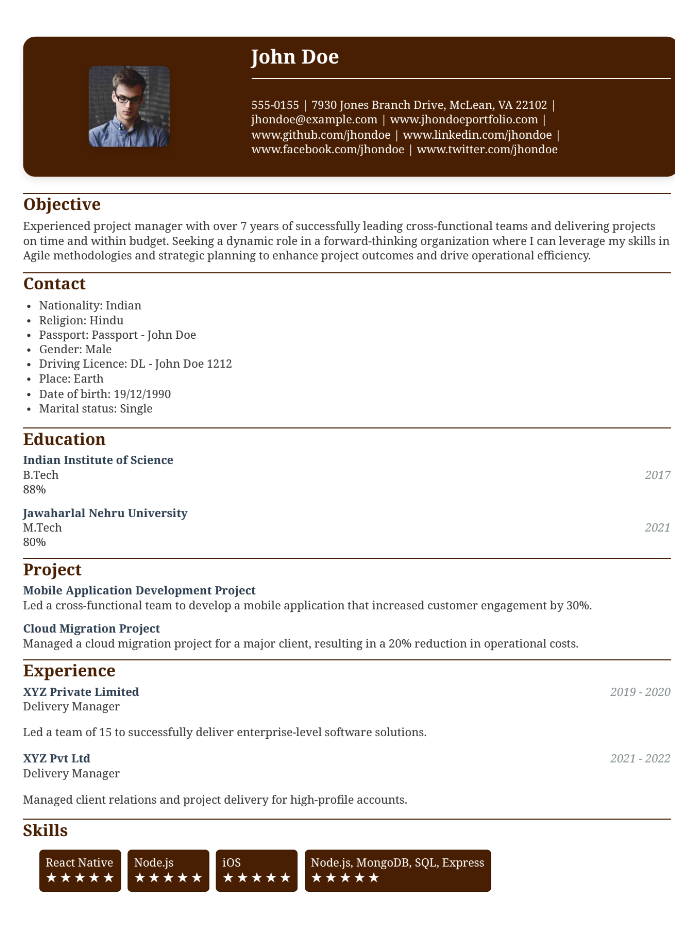 John Doe
555-0155 | 7930 Jones Branch Drive, McLean, VA 22102 |
jhondoe@example.com | www.jhondoeportfolio.com |
www.github.com/jhondoe | www.linkedin.com/jhondoe |
www.facebook.com/jhondoe | www.twitter.com/jhondoe
Objective
Experienced project manager with over 7 years of successfully leading cross-functional teams and delivering projects
on time and within budget. Seeking a dynamic role in a forward-thinking organization where I can leverage my skills in
Agile methodologies and strategic planning to enhance project outcomes and drive operational efficiency.
Contact
• Nationality: Indian
• Religion: Hindu
• Passport: Passport - John Doe
• Gender: Male
• Driving Licence: DL - John Doe 1212
• Place: Earth
• Date of birth: 19/12/1990
• Marital status: Single
Education
Indian Institute of Science
B.Tech 2017
88%
Jawaharlal Nehru University
M.Tech 2021
80%
Project
Mobile Application Development Project
Led a cross-functional team to develop a mobile application that increased customer engagement by 30%.
Cloud Migration Project
Managed a cloud migration project for a major client, resulting in a 20% reduction in operational costs.
Experience
XYZ Private Limited 2019 - 2020
Delivery Manager
Led a team of 15 to successfully deliver enterprise-level software solutions.
XYZ Pvt Ltd 2021 - 2022
Delivery Manager
Managed client relations and project delivery for high-profile accounts.
Skills
React Native Node.js iOS Node.js, MongoDB, SQL, Express
★★★★★ ★★★★★ ★★★★★ ★★★★★